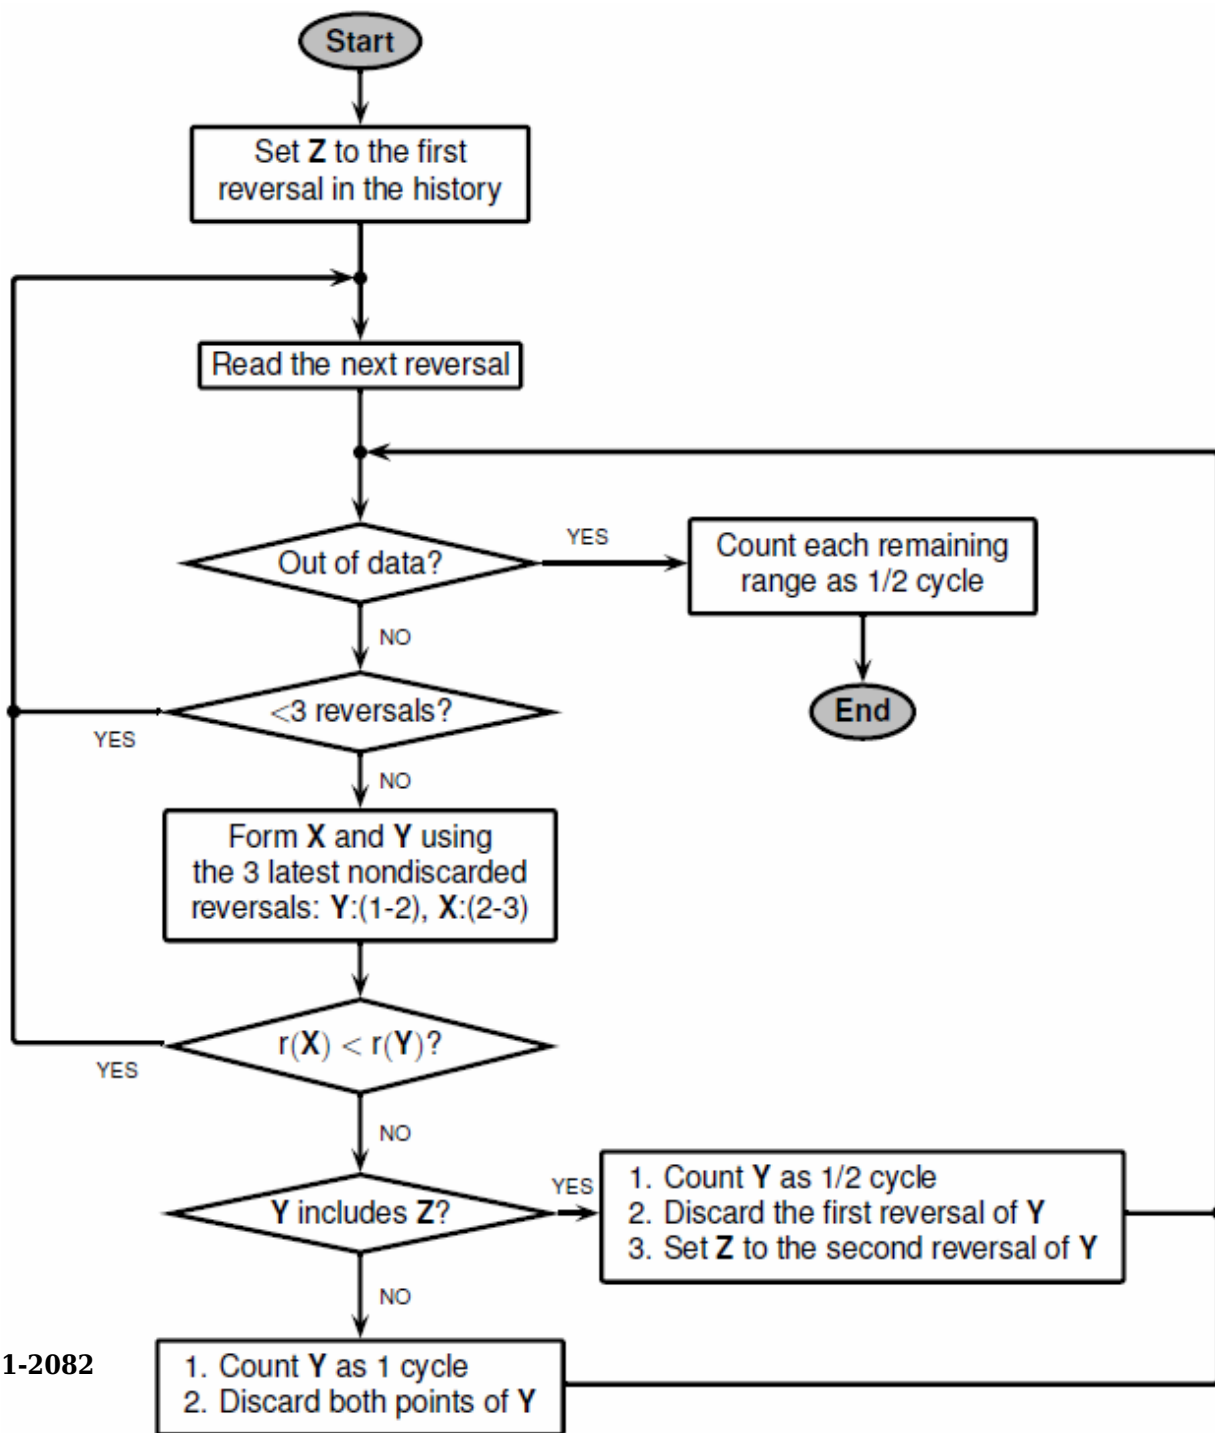 Start
Set Z to the first
reversal in the history
Read the next reversal
Out of data?
YES
Count each remaining
range as 1/2 cycle
NO
End
<3 reversals?
YES
NO
Form X and Y using
the 3 latest nondiscarded
reversals: Y:(1-2), X:(2-3)
r(X) < r(Y)?
YES
NO
Y includes Z?
YES
1. Count Y as 1/2 cycle
2. Discard the first reversal of Y
3. Set Z to the second reversal of Y
NO
1-2082
1. Count Y as 1 cycle
2. Discard both points of Y